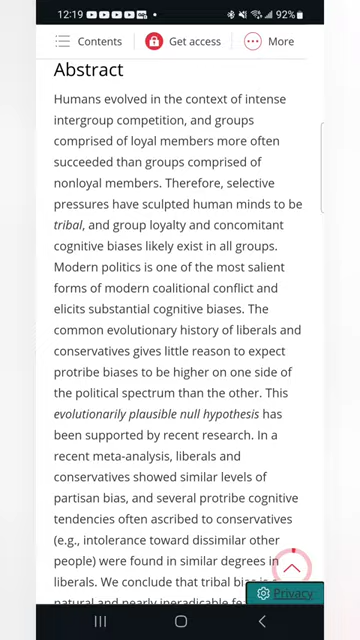 12:19
92%
Contents
Get access
More
Abstract
Humans evolved in the context of intense
intergroup competition, and groups
comprised of loyal members more often
succeeded than groups comprised of
nonloyal members. Therefore, selective
pressures have sculpted human minds to be
tribal, and group loyalty and concomitant
cognitive biases likely exist in all groups.
Modern politics is one of the most salient
forms of modern coalitional conflict and
elicits substantial cognitive biases. The
common evolutionary history of liberals and
conservatives gives little reason to expect
protribe biases to be higher on one side of
the political spectrum than the other. This
evolutionarily plausible null hypothesis has
been supported by recent research. In a
recent meta-analysis, liberals and
conservatives showed similar levels of
partisan bias, and several protribe cognitive
tendencies often ascribed to conservatives
(e.g., intolerance toward dissimilar other
people) were found in similar degrees in
liberals. We conclude that tribal
Privacy
natural and nearly ineradicable